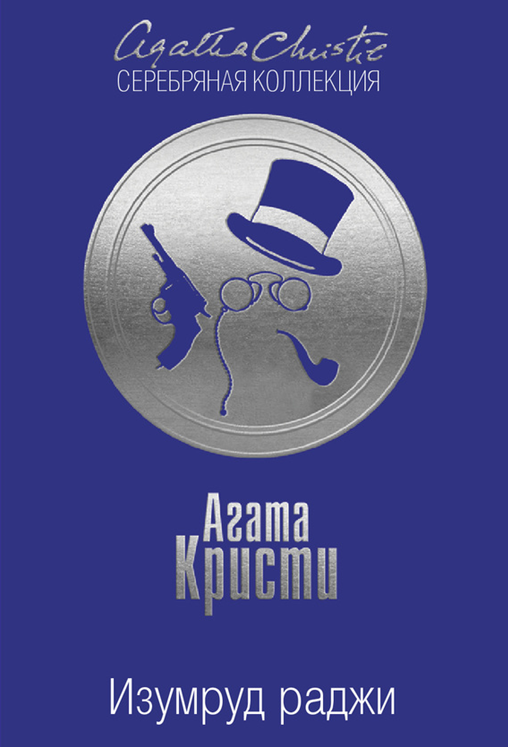 Agatha Christie
СЕРЕБРЯНАЯ КОЛЛЕКЦИЯ
Агата
Кристи
Изумруд раджи